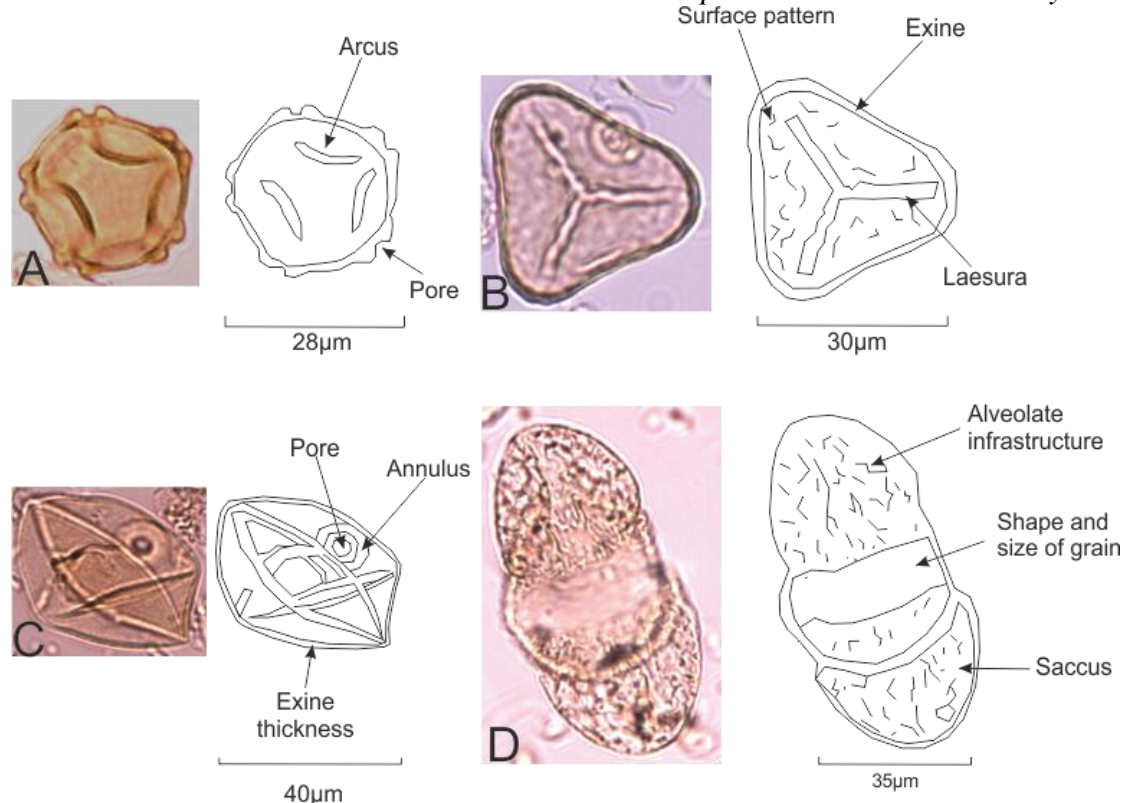 Surface pattern
Exine
Arcus
Pore
Laesura
A
B
28µm
30µm
Pore
Annulus
Alveolate
infrastructure
Shape and
size of grain
Saccus
Exine
thickness
C
D
40µm
35µm